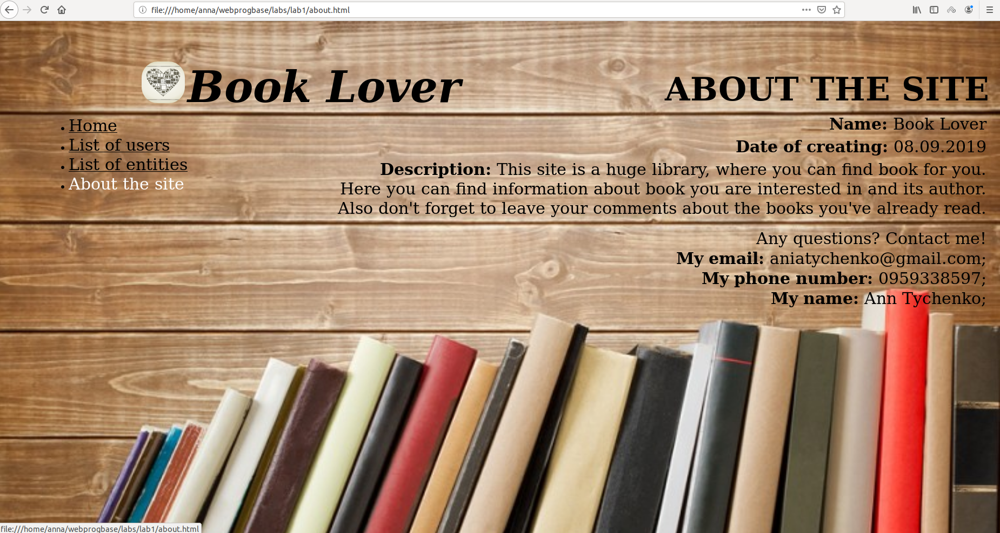 file:///home/anna/webprogbase/labs/lab1/about.html
Book Lover
ABOUT THE SITE
Home
List of users
List of entities
About the site
Name: Book Lover
Date of creating: 08.09.2019
Description: This site is a huge library, where you can find book for you.
Here you can find information about book you are interested in and its author.
Also don't forget to leave your comments about the books you've already read.
Any questions? Contact me!
My email: aniatychenko@gmail.com;
My phone number: 0959338597;
My name: Ann Tychenko;
file:///home/anna/webprogbase/labs/lab1/about.html